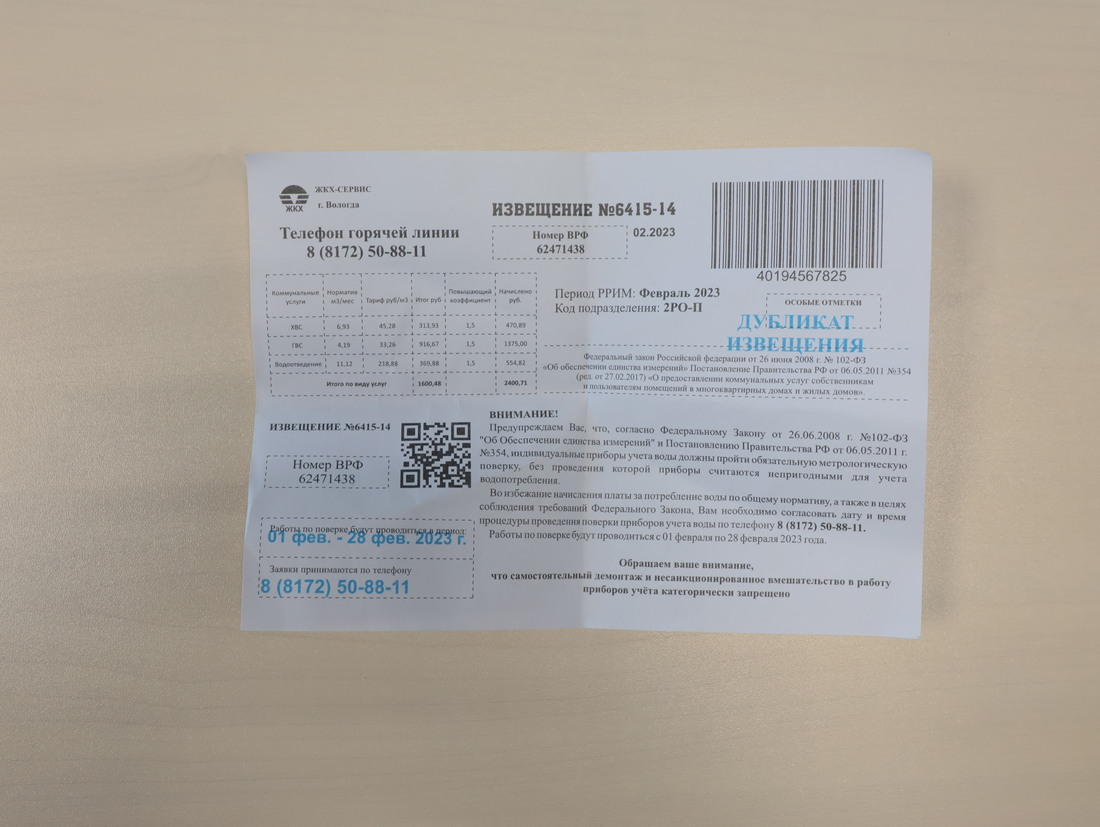 ЖКХ
ЖКХ-СЕРВИС
г. Вологда
Телефон горячей линии
8 (8172) 50-88-11
ИЗВЕЩЕНИЕ №6415-14
Номер ВРФ
62471438
02.2023
40194567825
Коммунальные услуги Норматив м3/мес Тариф руб/м3 Итог руб Повышающий коэффициент Начислено руб.
ХВС 6,93 45,28 313,93 1,5 470,89
ГВС 4,19 33,26 916,67 1,5 1375,00
Водоотведение 11,12 218,88 369,88 1,5 554,82
Итого по виду услуг 1600,48 2400,71
Период РРИМ: Февраль 2023
Код подразделения: 2РО-П
ОСОБЫЕ ОТМЕТКИ
ДУБЛИКАТ
ИЗВЕЩЕНИЯ
Федеральный закон Российской федерации от 26 июня 2008 г. № 102-ФЗ
«Об обеспечении единства измерений» Постановление Правительства РФ от 06.05.2011 №354
(ред. от 27.02.2017) «О предоставлении коммунальных услуг собственникам
и пользователям помещений в многоквартирных домах и жилых домов».
ИЗВЕЩЕНИЕ №6415-14
Номер ВРФ
62471438
Работы по поверке будут проводиться в период:
01 фев. - 28 фев. 2023 г.
Заявки принимаются по телефону
8 (8172) 50-88-11
ВНИМАНИЕ!
Предупреждаем Вас, что, согласно Федеральному Закону от 26.06.2008 г. №102-ФЗ
"Об Обеспечении единства измерений" и Постановлению Правительства РФ от 06.05.2011 г.
№354, индивидуальные приборы учета воды должны пройти обязательную метрологическую
поверку, без проведения которой приборы считаются непригодными для учета
водопотребления.
Во избежание начисления платы за потребление воды по общему нормативу, а также в целях
соблюдения требований Федерального Закона, Вам необходимо согласовать дату и время
процедуры проведения поверки приборов учета воды по телефону 8 (8172) 50-88-11.
Работы по поверке будут проводиться с 01 февраля по 28 февраля 2023 года.
Обращаем ваше внимание,
что самостоятельный демонтаж и несанкционированное вмешательство в работу
приборов учёта категорически запрещено